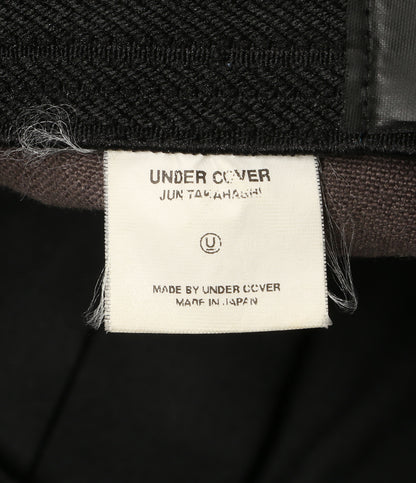 UNDER COVER
JUN TAKAHASHI
U
MADE BY UNDER COVER
MADE IN JAPAN